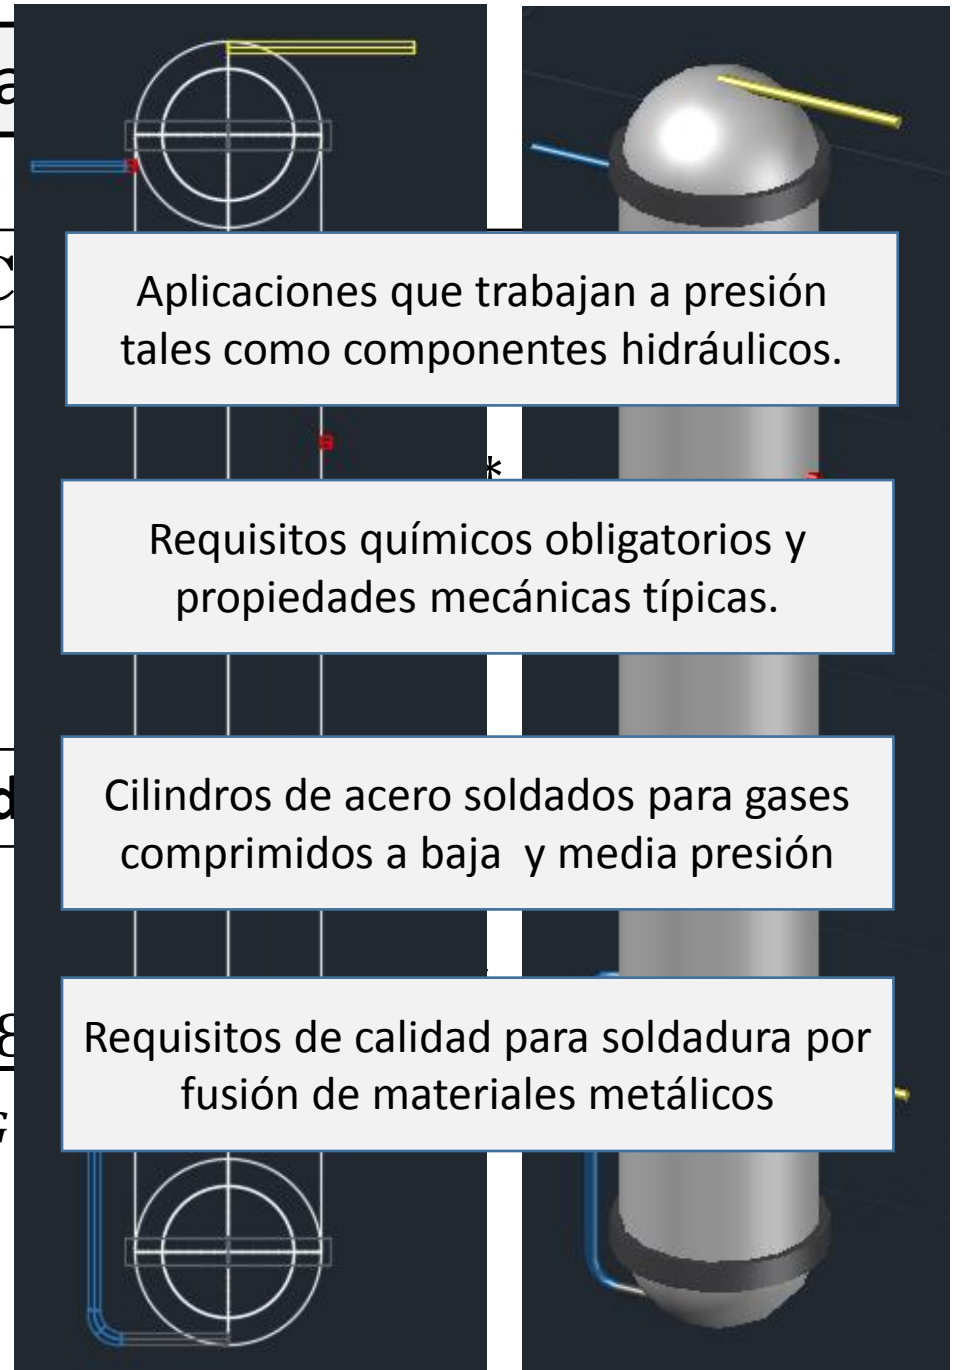 Aplicaciones que trabajan a presión
tales como componentes hidráulicos.
*
Requisitos químicos obligatorios y
propiedades mecánicas típicas.
Cilindros de acero soldados para gases
comprimidos a baja  y media presión
Requisitos de calidad para soldadura por
fusión de materiales metálicos